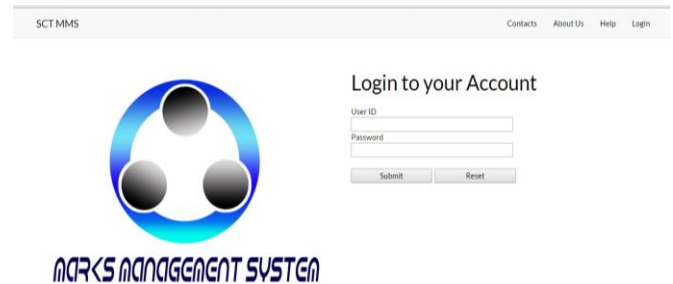 SCT MMS
Contacts About Us Help Login
Login to your Account
User ID
Password
Submit Reset
MARKS MANAGEMENT SYSTEM